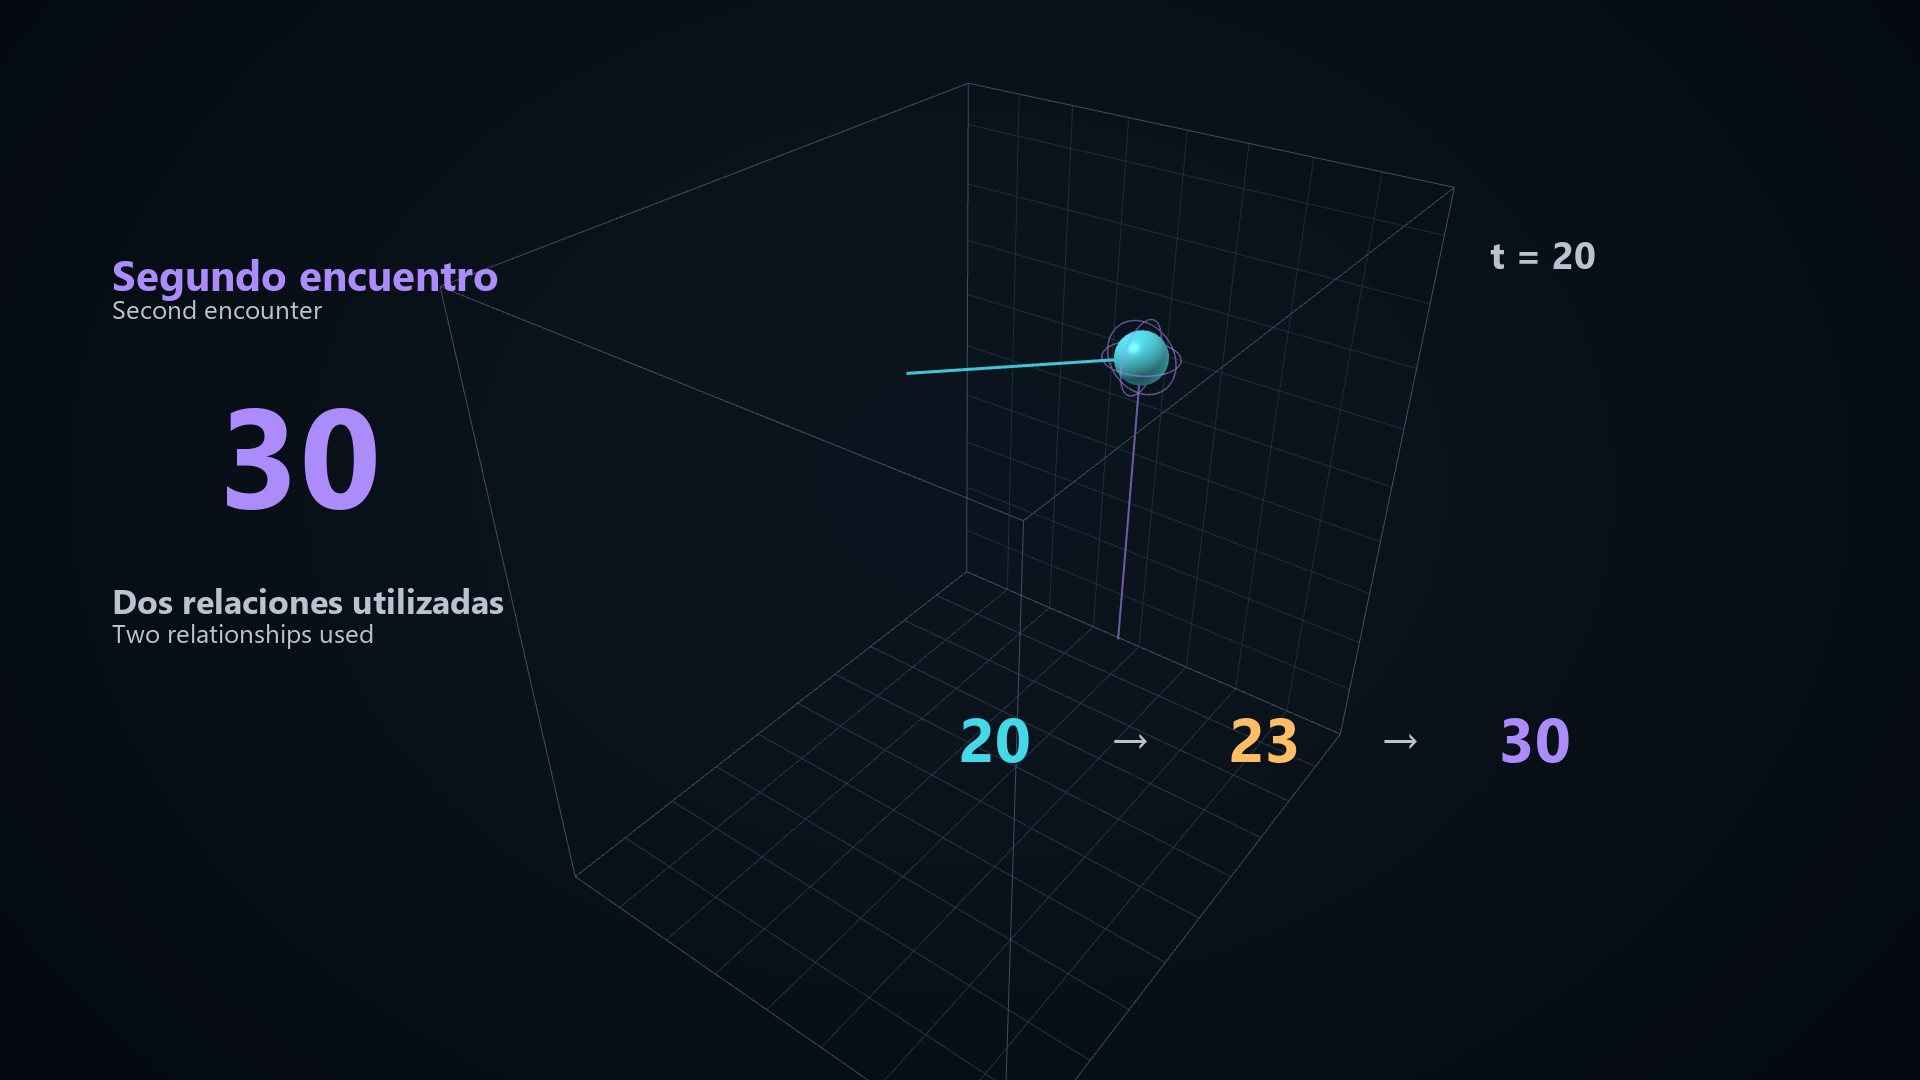 Segundo encuentro
Second encounter
t = 20
30
Dos relaciones utilizadas
Two relationships used
20 → 23 → 30